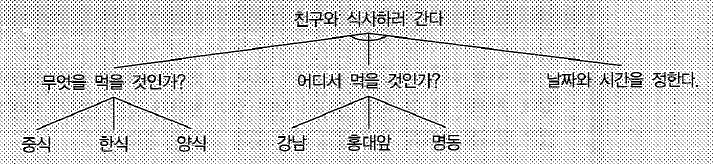 친구와 식사하러 간다
무엇을 먹을 것인가? 어디서 먹을 것인가? 날짜와 시간을 정한다.
중식 한식 양식 강남 홍대앞 명동